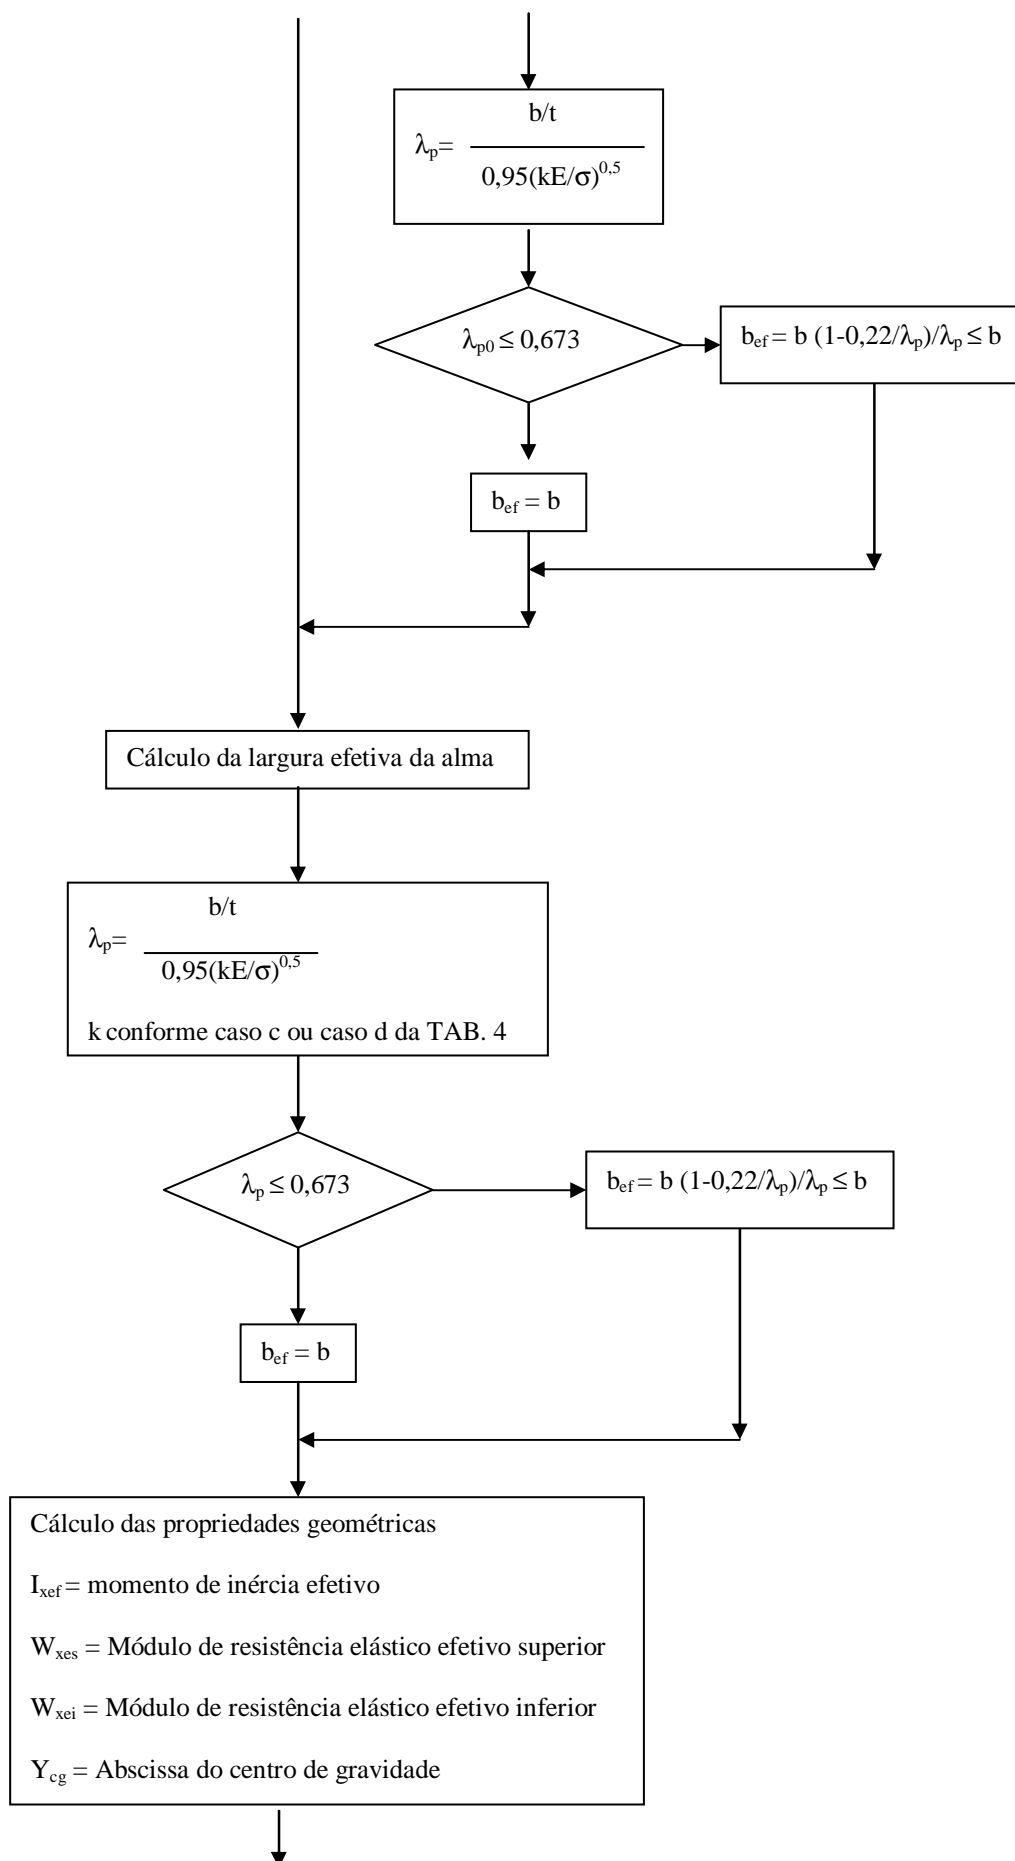 b/t
λp=
0,95(kE/σ)0,5
λp0 ≤ 0,673
bef = b (1-0,22/λp)/λp ≤ b
bef = b
Cálculo da largura efetiva da alma
b/t
λp=
0,95(kE/σ)0,5
k conforme caso c ou caso d da TAB. 4
λp ≤ 0,673
bef = b (1-0,22/λp)/λp ≤ b
bef = b
Cálculo das propriedades geométricas
Ixef = momento de inércia efetivo
Wxes = Módulo de resistência elástico efetivo superior
Wxei = Módulo de resistência elástico efetivo inferior
Ycg = Abscissa do centro de gravidade